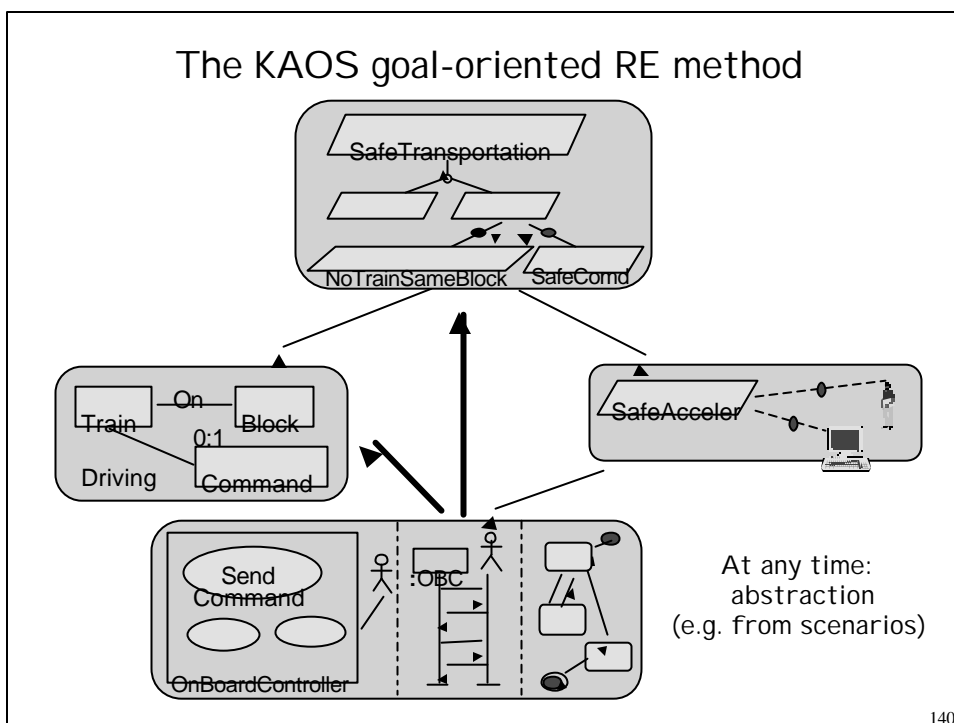 The KAOS goal-oriented RE method
SafeTransportation
NoTrainSameBlock
SafeComd
Train
On
Block
0:1
Driving
Command
SafeAcceler
Send
Command
OnBoardController
:OBC
At any time:
abstraction
(e.g. from scenarios)
140